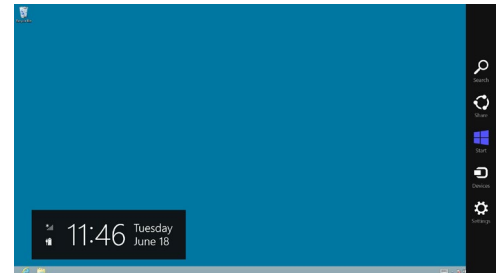 Search
Share
Start
Devices
Settings
11:46
Tuesday
June 18